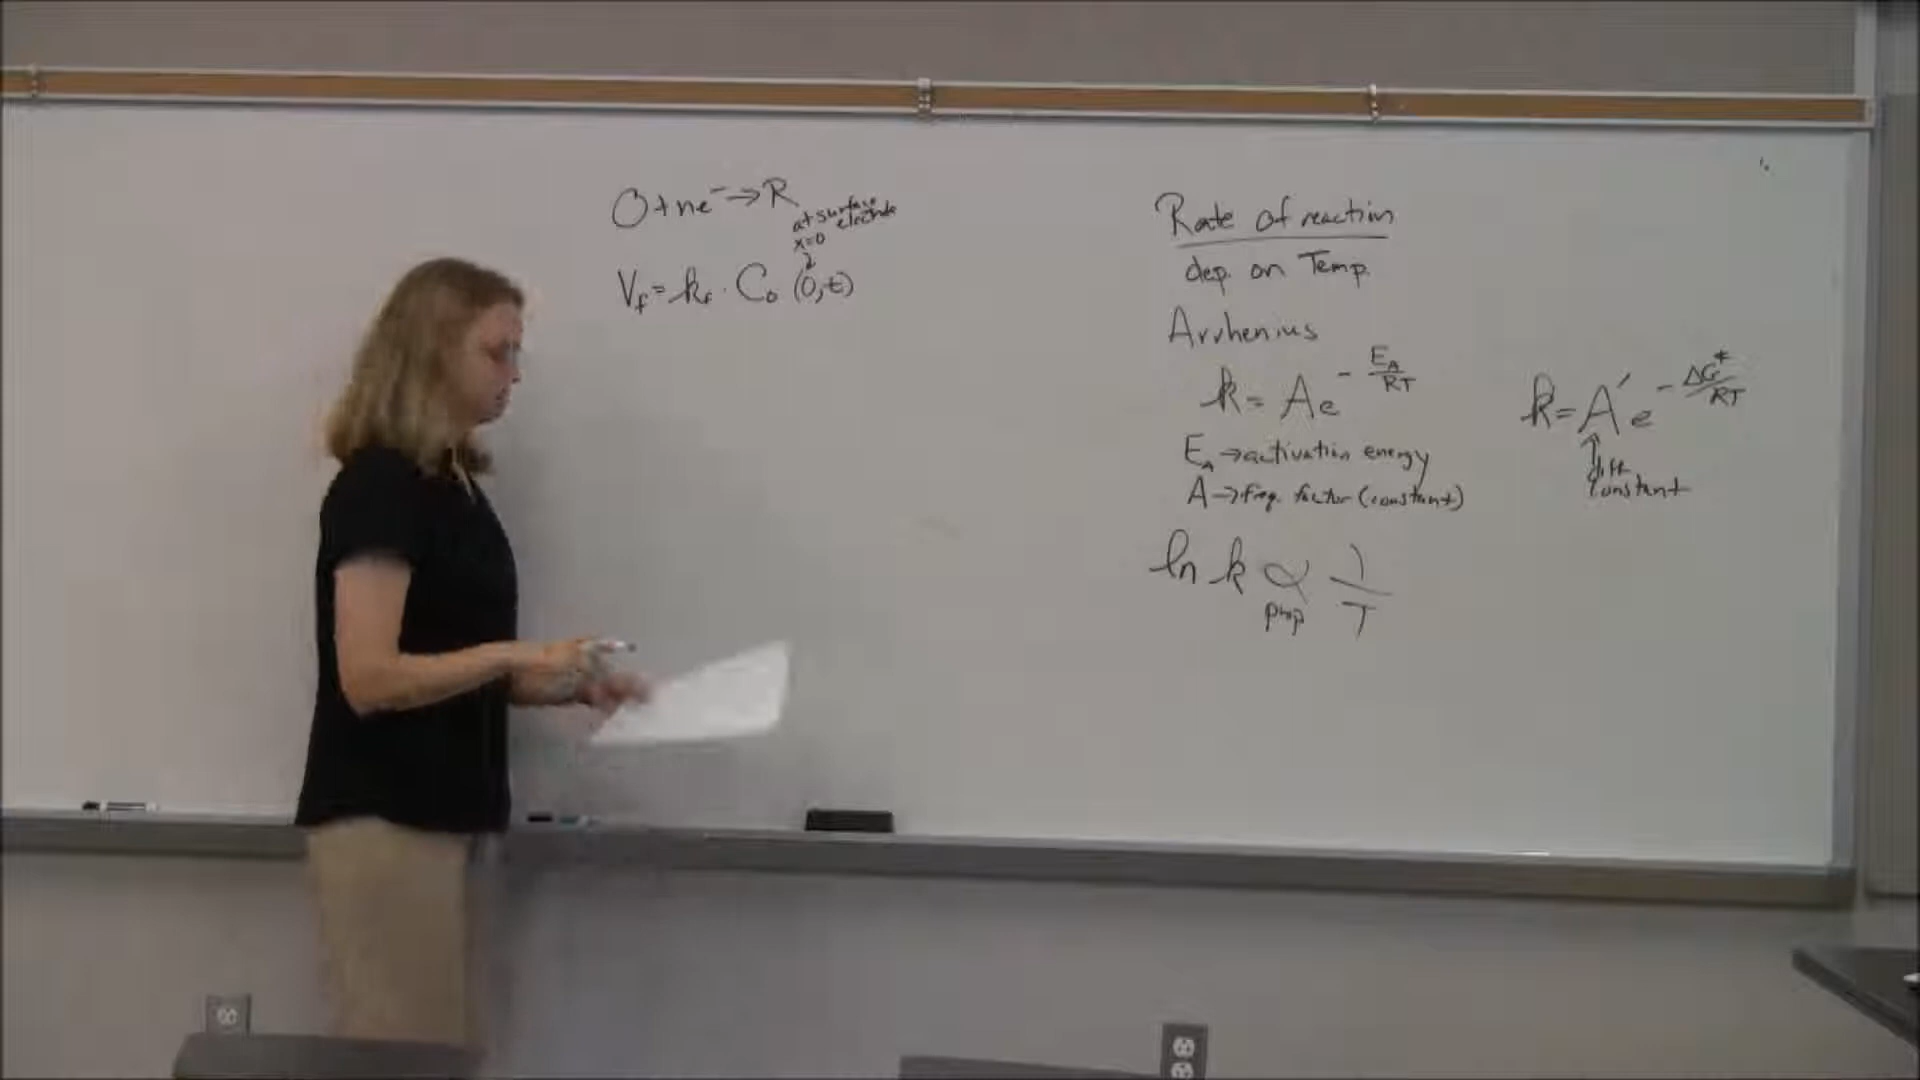 O + ne⁻ → R
at surface electrode
x=0
V_f = k_f · C_o (0,t)
Rate of reaction
dep. on Temp.
Arrhenius
k = A e^(-E_A/RT)
E_A → activation energy
A → freq. factor (constant)
ln k ∝ 1/T
prop
k = A′ e^(-ΔG*/RT)
diff
constant